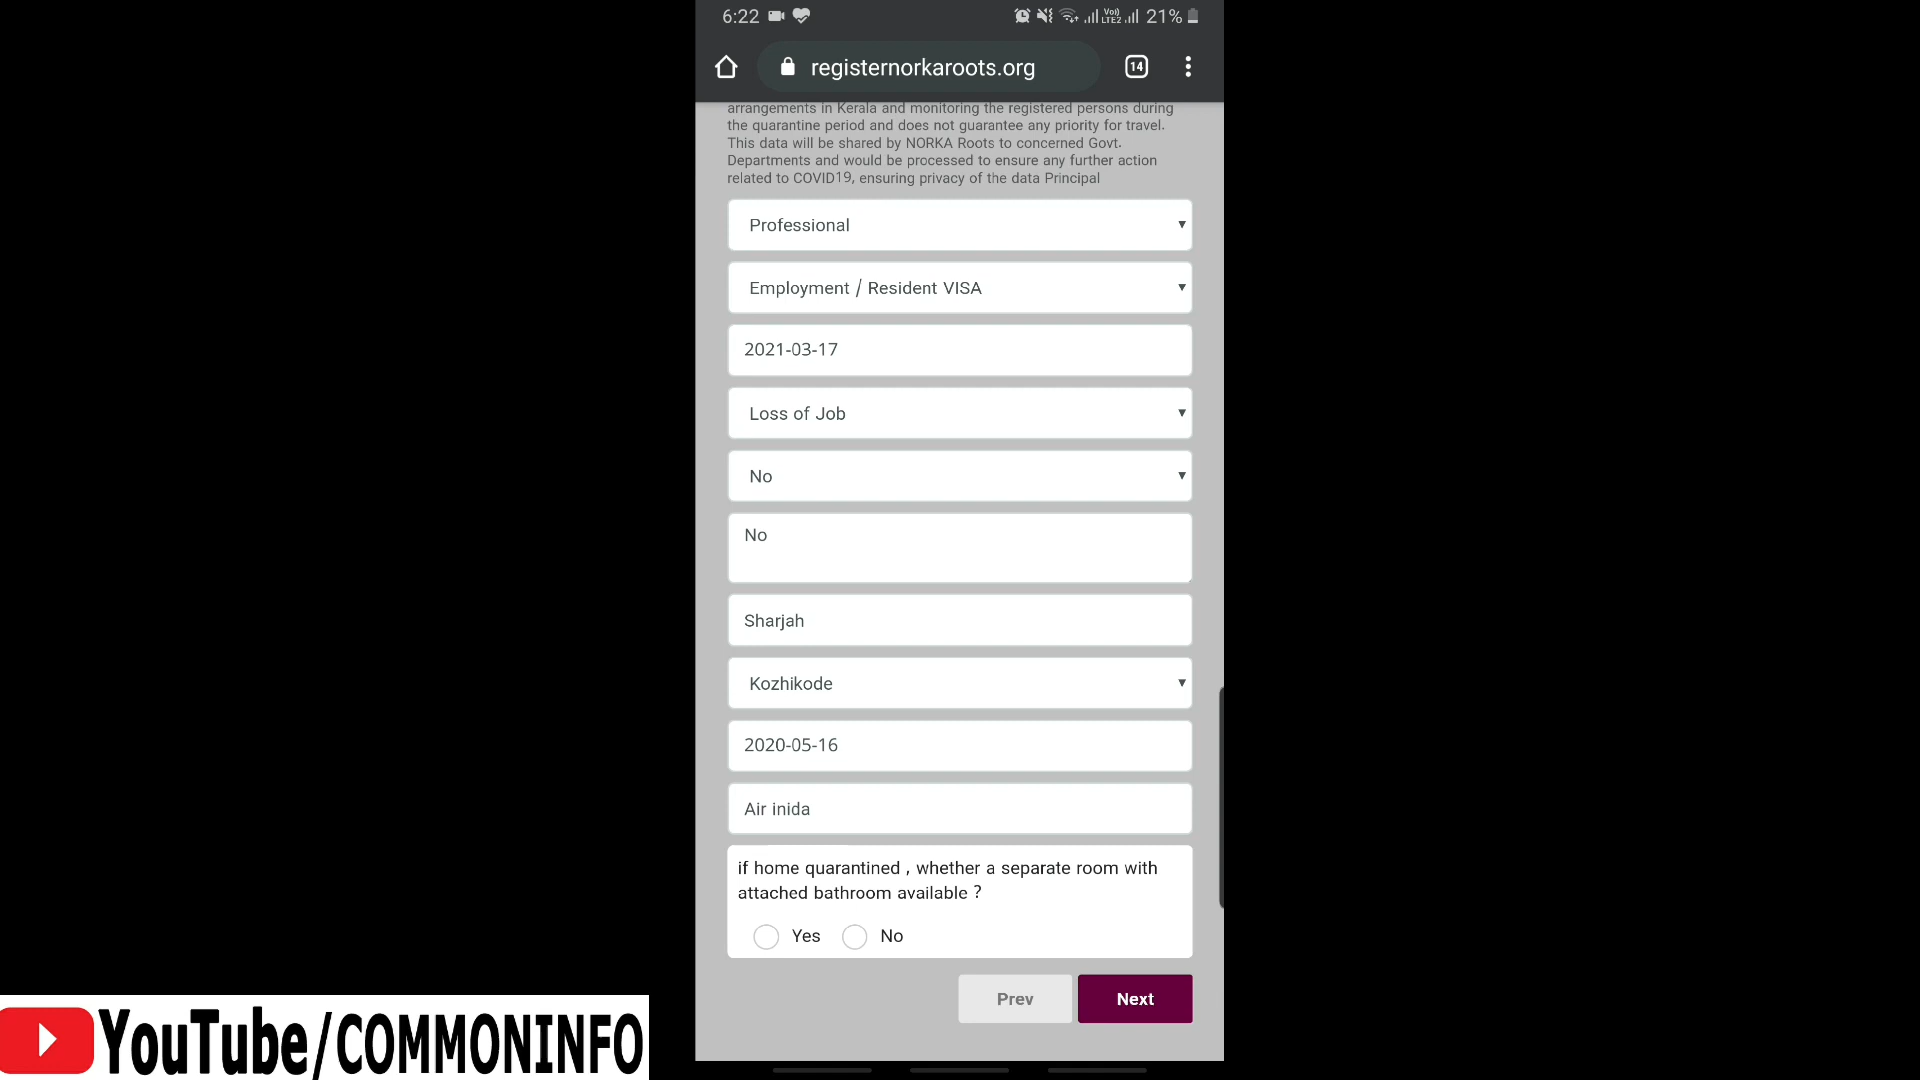 6:22
Vo))
LTE2
21%
registernorkaroots.org
14
arrangements in Kerala and monitoring the registered persons during
the quarantine period and does not guarantee any priority for travel.
This data will be shared by NORKA Roots to concerned Govt.
Departments and would be processed to ensure any further action
related to COVID19, ensuring privacy of the data Principal
Professional
Employment / Resident VISA
2021-03-17
Loss of Job
No
No
Sharjah
Kozhikode
2020-05-16
Air inida
if home quarantined , whether a separate room with
attached bathroom available ?
Yes No
Prev Next
YouTube/COMMONINFO